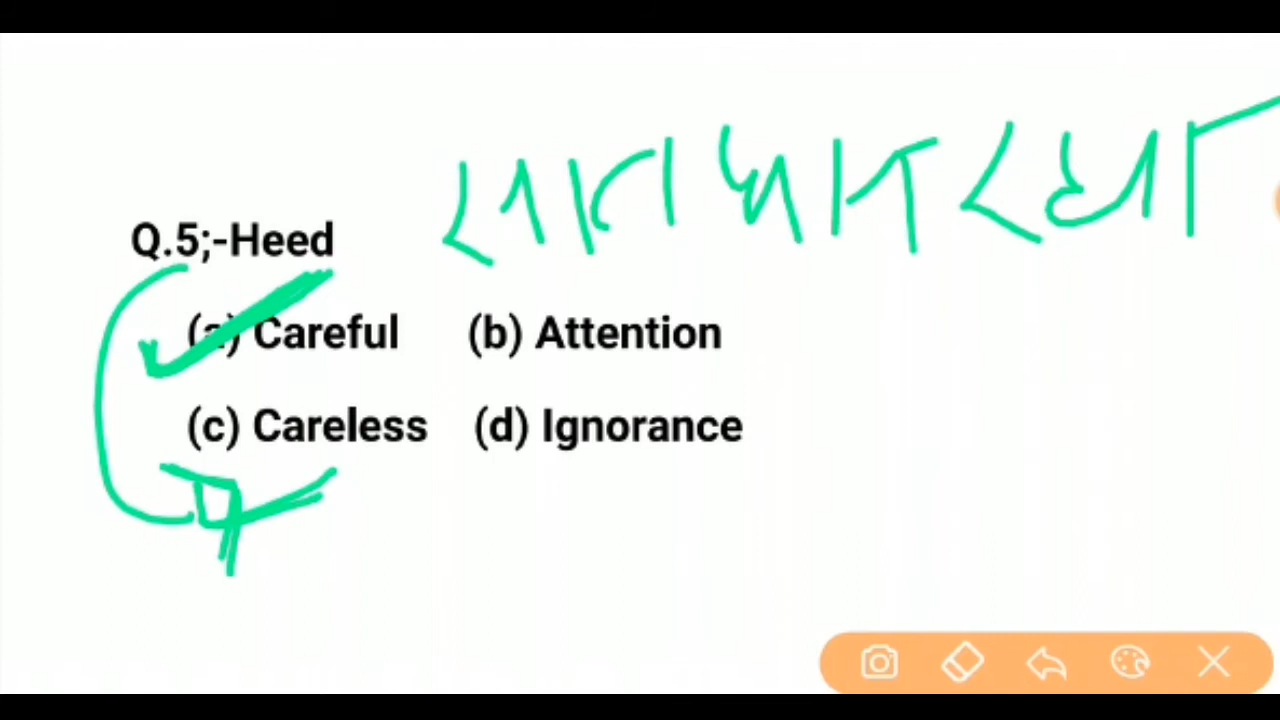 Q.5;-Heed
(a) Careful (b) Attention
(c) Careless (d) Ignorance